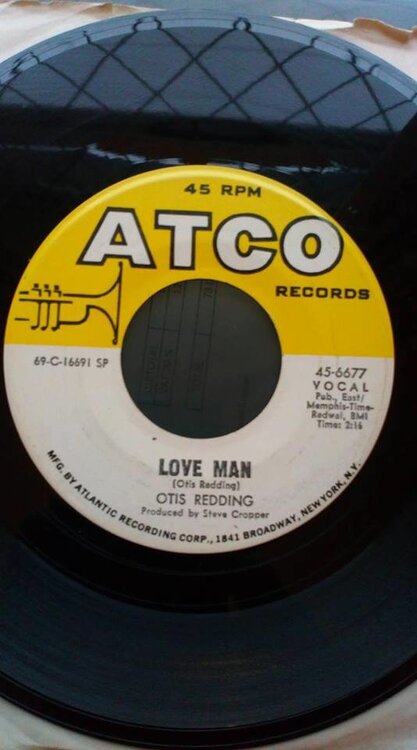 45 RPM
ATCO
RECORDS
69-C-16691 SP
45-6677
VOCAL
Pub., East/
Memphis-Time-
Redwal, BMI
Time: 2:16
LOVE MAN
(Otis Redding)
OTIS REDDING
Produced by Steve Cropper
MFG. BY ATLANTIC RECORDING CORP., 1841 BROADWAY, NEW YORK, N.Y.
TOTAL